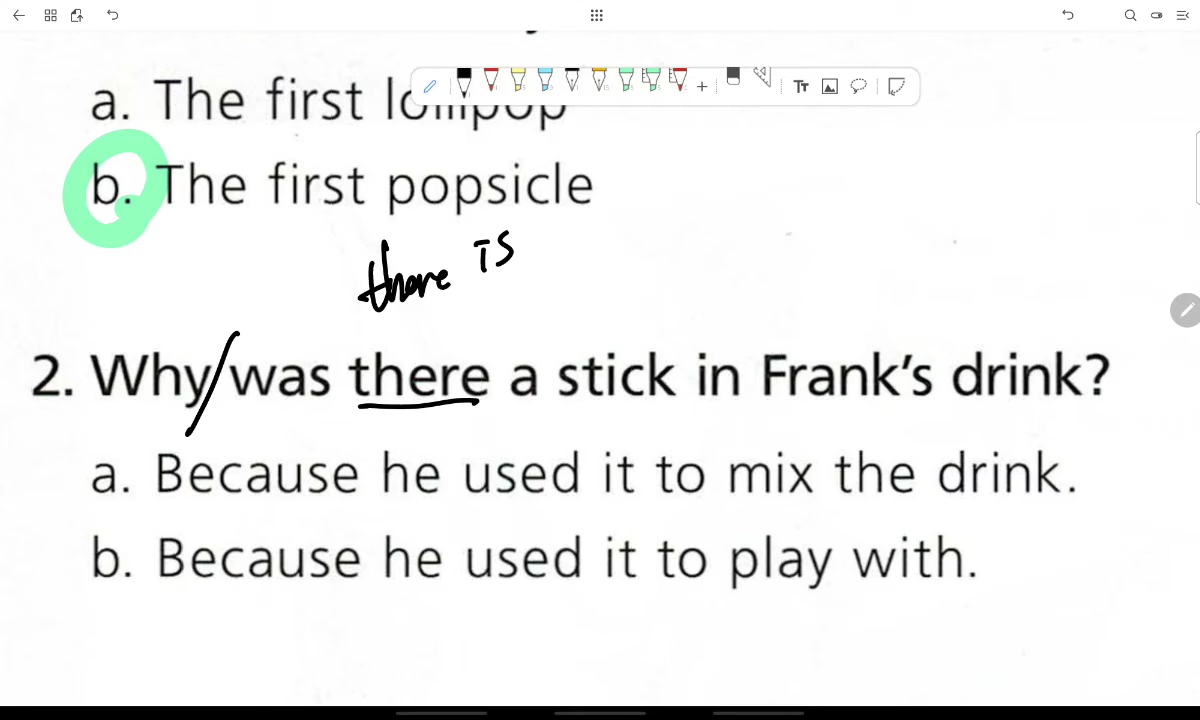 a. The first lollipop
b. The first popsicle
there is
2. Why was there a stick in Frank's drink?
a. Because he used it to mix the drink.
b. Because he used it to play with.